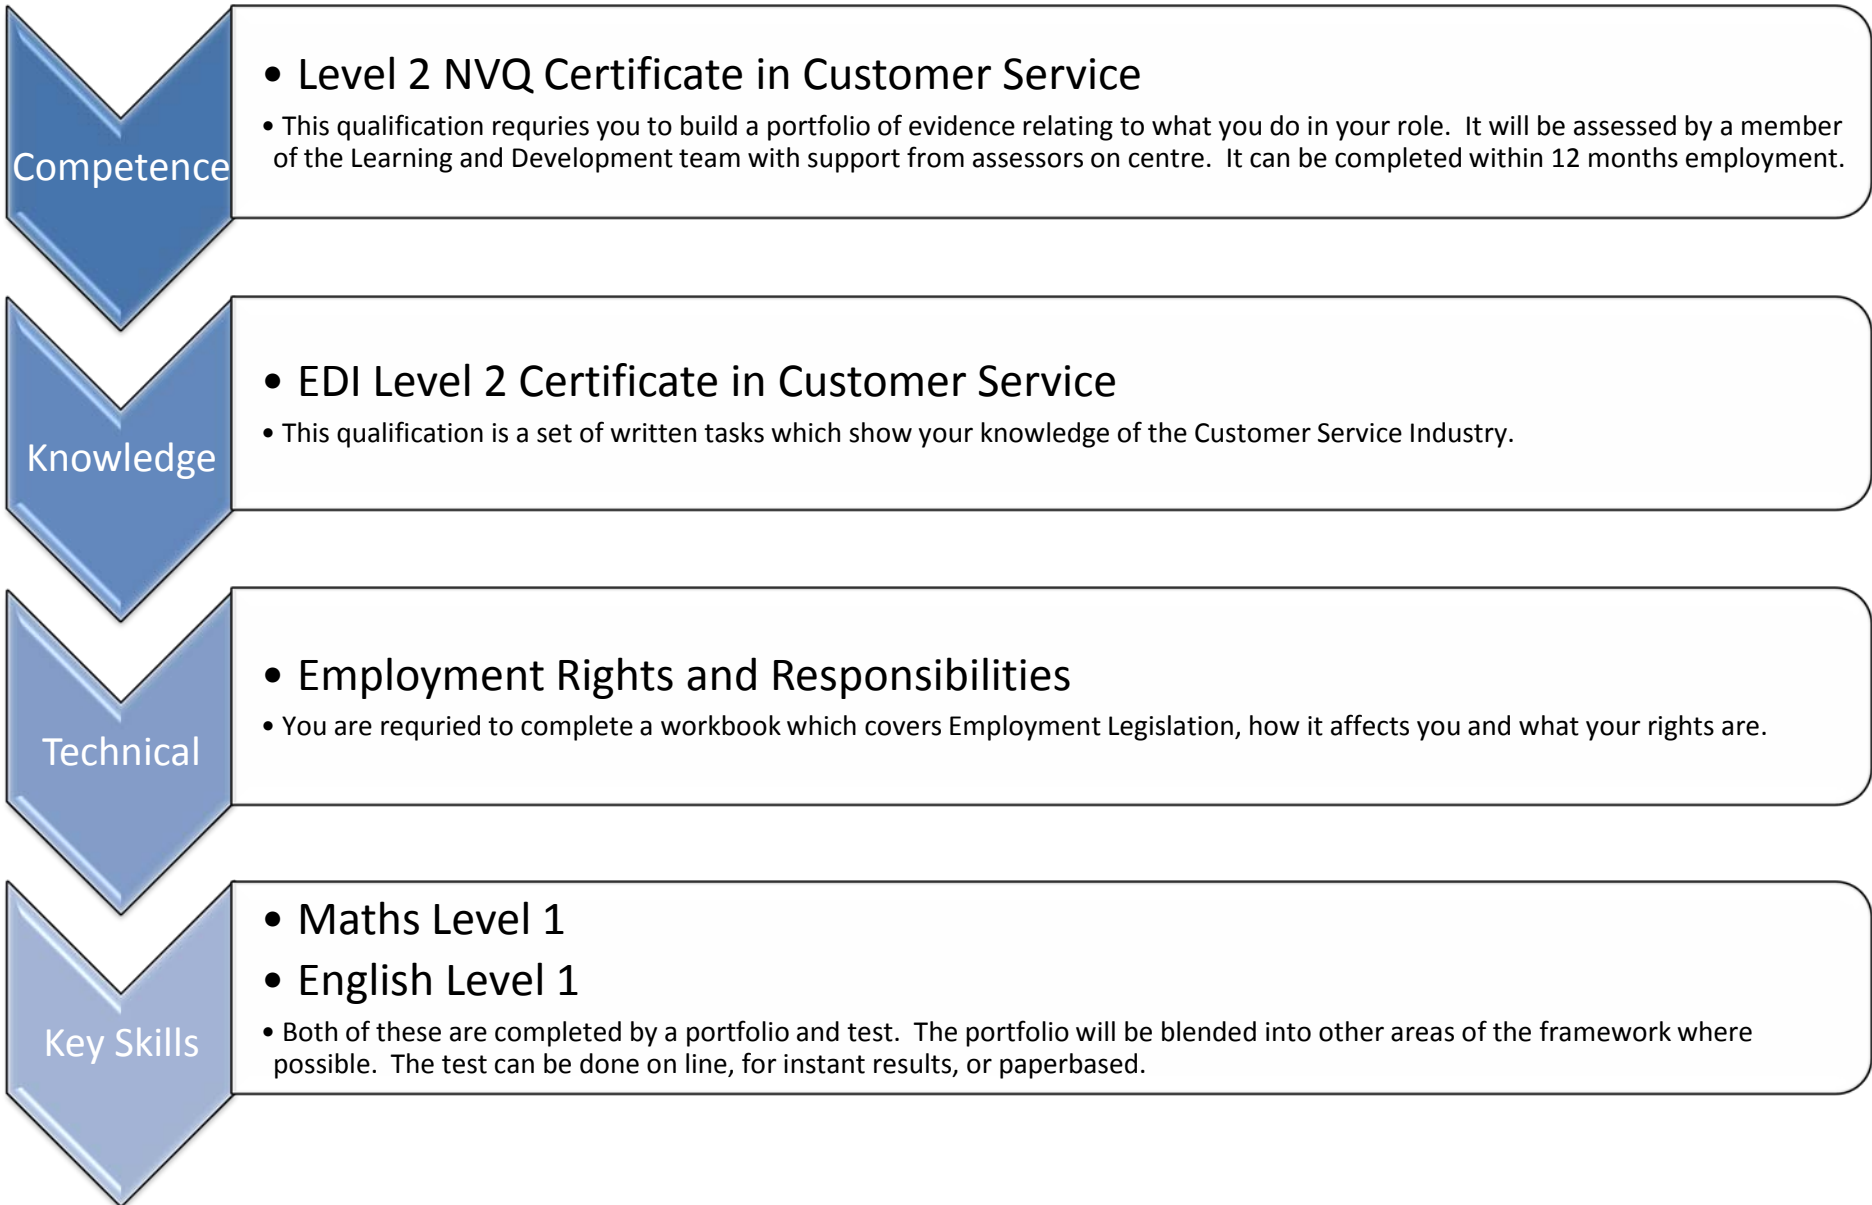 Competence
• Level 2 NVQ Certificate in Customer Service
• This qualification requries you to build a portfolio of evidence relating to what you do in your role.  It will be assessed by a member
of the Learning and Development team with support from assessors on centre.  It can be completed within 12 months employment.
Knowledge
• EDI Level 2 Certificate in Customer Service
• This qualification is a set of written tasks which show your knowledge of the Customer Service Industry.
Technical
• Employment Rights and Responsibilities
• You are requried to complete a workbook which covers Employment Legislation, how it affects you and what your rights are.
Key Skills
• Maths Level 1
• English Level 1
• Both of these are completed by a portfolio and test.  The portfolio will be blended into other areas of the framework where
possible.  The test can be done on line, for instant results, or paperbased.